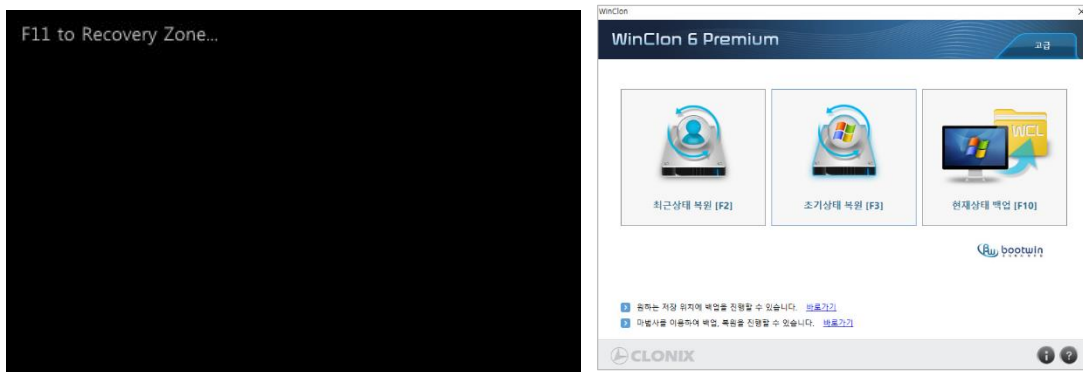 F11 to Recovery Zone...
WinClon
WinClon 6 Premium
고급
WCL
최근상태 복원 [F2]
초기상태 복원 [F3]
현재상태 백업 [F10]
bootwin
원하는 저장 위치에 백업을 진행할 수 있습니다. 바로가기
마법사를 이용하여 백업, 복원을 진행할 수 있습니다. 바로가기
CLONIX